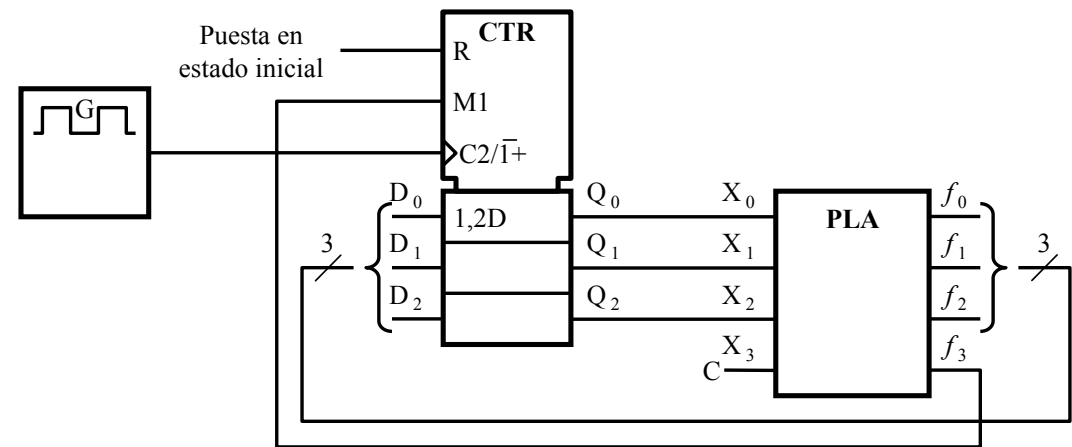 CTR
Puesta en
estado inicial
R
G
M1
C2/1̅+
D0
Q0
X0
f0
1,2D
PLA
3
D1
Q1
X1
f1
3
D2
Q2
X2
f2
X3
f3
C